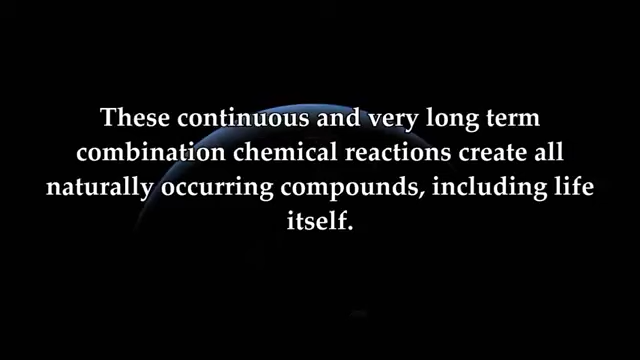 These continuous and very long term
combination chemical reactions create all
naturally occurring compounds, including life
itself.